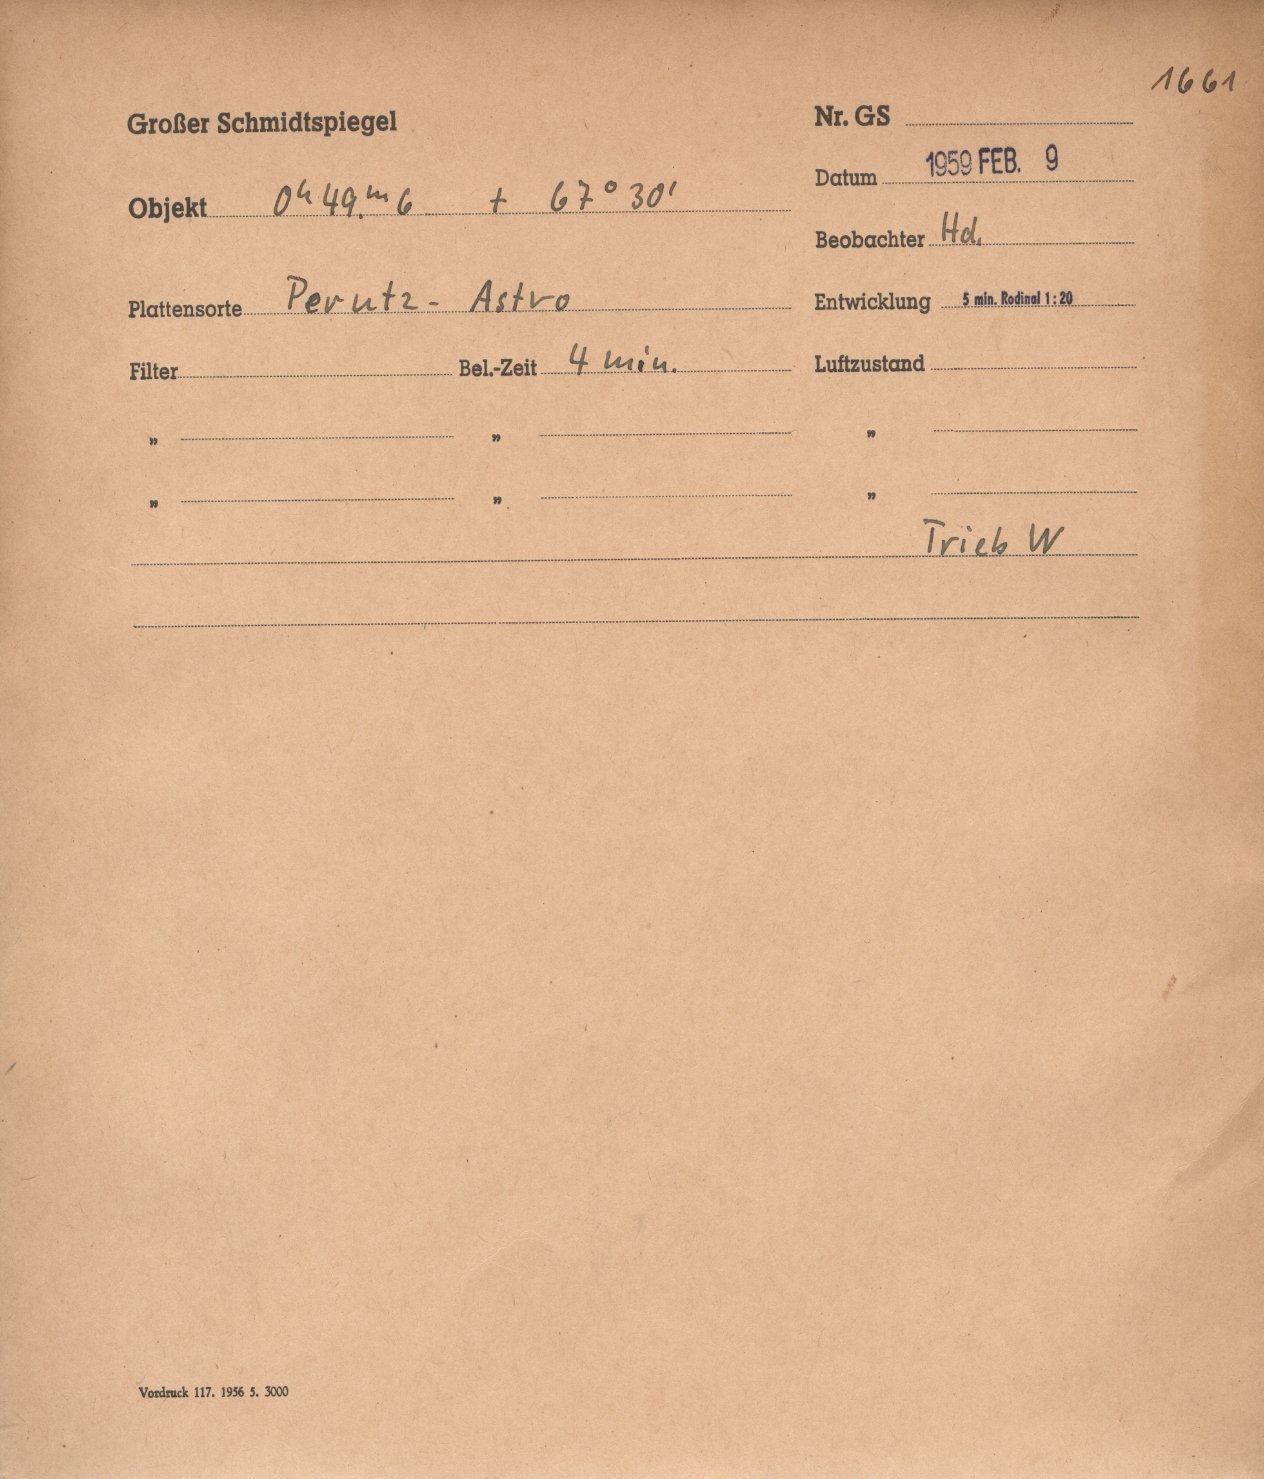 1661
Großer Schmidtspiegel
Nr. GS
Datum 1959 FEB. 9
Objekt 0h 49.m6 + 67° 30'
Beobachter Hd.
Plattensorte Perutz - Astro
Entwicklung 5 min. Rodinal 1:20
Filter Bel.-Zeit 4 min. Luftzustand
„ „ „
„ „ „
Trieb W
Vordruck 117. 1956 5. 3000